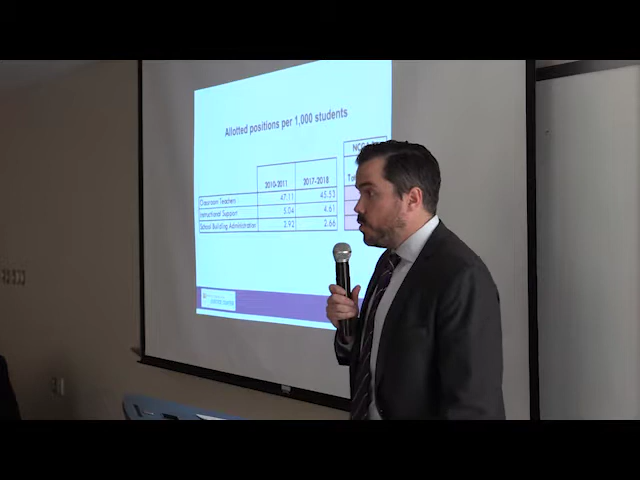 Allotted positions per 1,000 students
2010-2011 2017-2018
Classroom Teachers 47.11 45.53
Instructional Support 5.04 4.61
School Building Administration 2.92 2.66